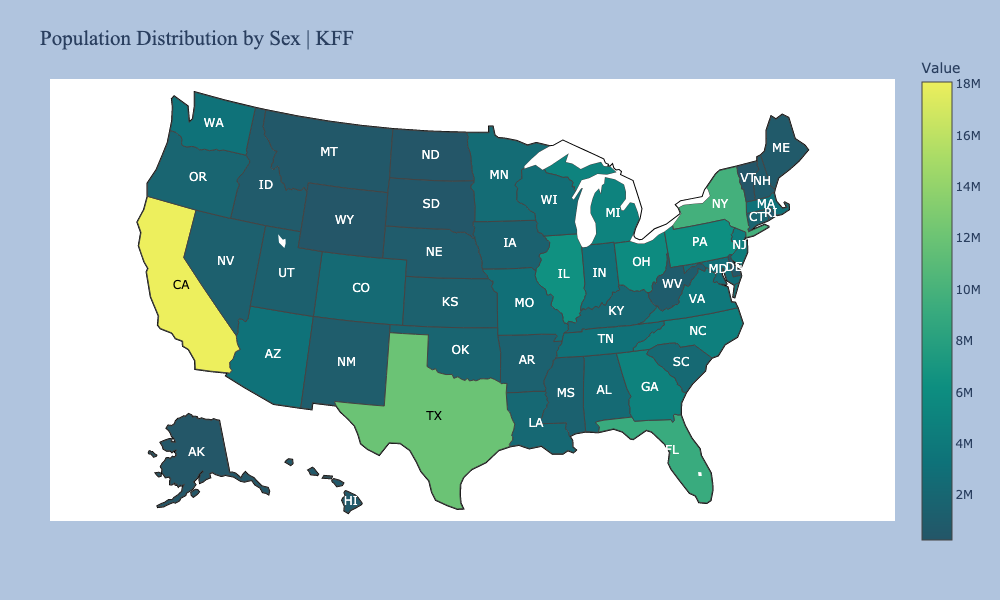 Population Distribution by Sex | KFF
Value
18M
16M
14M
12M
10M
8M
6M
4M
2M
WA
OR
CA
ID
NV
MT
WY
UT
AZ
CO
NM
ND
SD
NE
KS
OK
TX
MN
IA
MO
AR
LA
WI
IL
MS
MI
IN
KY
TN
AL
OH
GA
FL
WV
VA
NC
SC
PA
NY
VT
NH
ME
MA
RI
CT
NJ
MD
DE
AK
HI